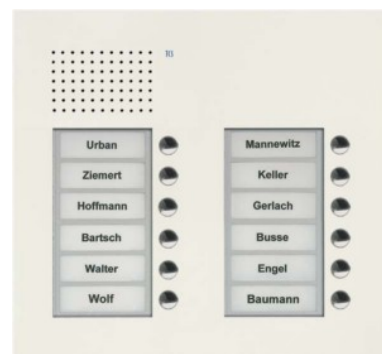 Urban
Ziemert
Hoffmann
Bartsch
Walter
Wolf
Mannewitz
Keller
Gerlach
Busse
Engel
Baumann